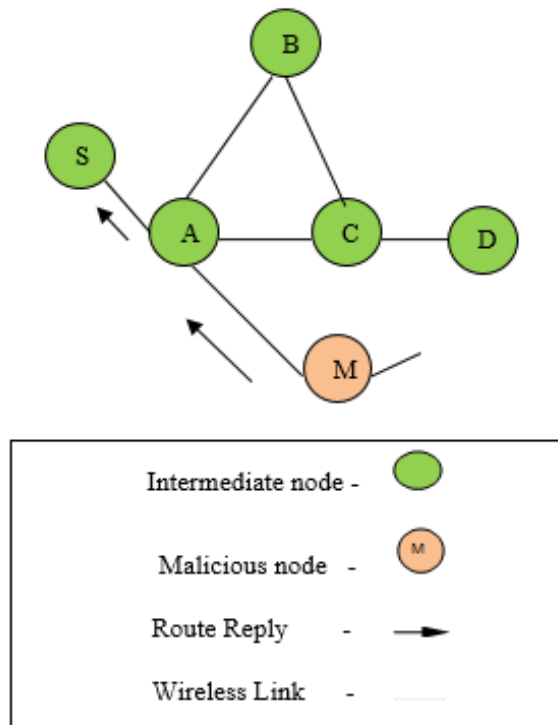 B
S
A
C
D
M
Intermediate node -
Malicious node - M
Route Reply -
Wireless Link -